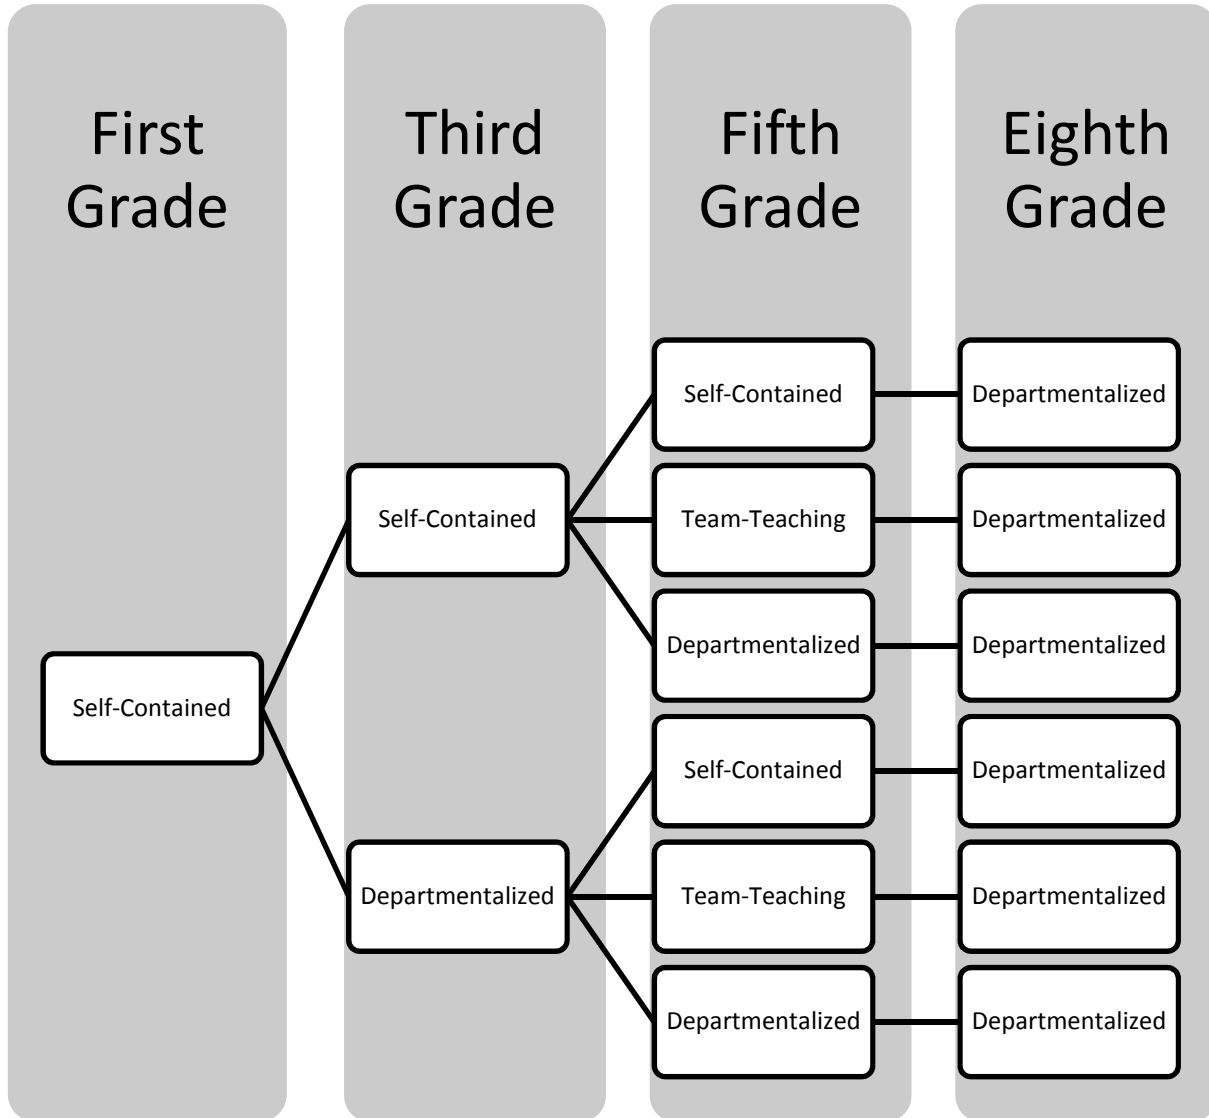 First
Grade
Third
Grade
Fifth
Grade
Eighth
Grade
Self-Contained
Self-Contained
Departmentalized
Self-Contained
Team-Teaching
Departmentalized
Self-Contained
Team-Teaching
Departmentalized
Departmentalized
Departmentalized
Departmentalized
Departmentalized
Departmentalized
Departmentalized